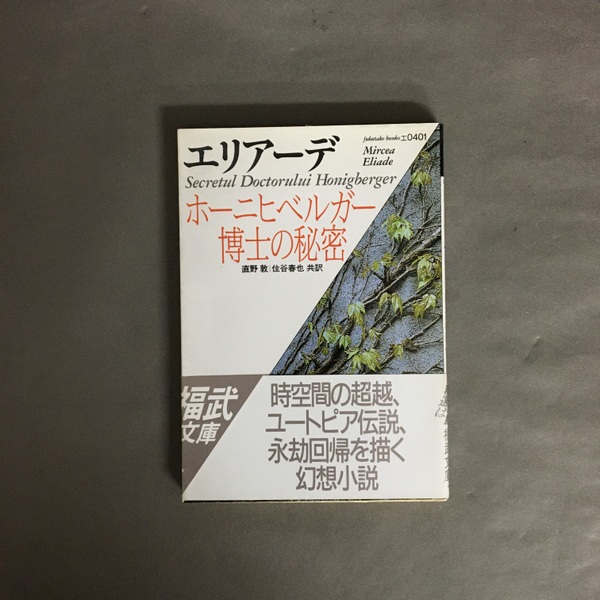 エリアーデ
fukutake bunko エ0401
Mircea
Eliade
Secretul Doctorului Honigberger
ホーニヒベルガー
博士の秘密
直野 敦|住谷春也 共訳
福武
文庫
時空間の超越、
ユートピア伝説、
永劫回帰を描く
幻想小説